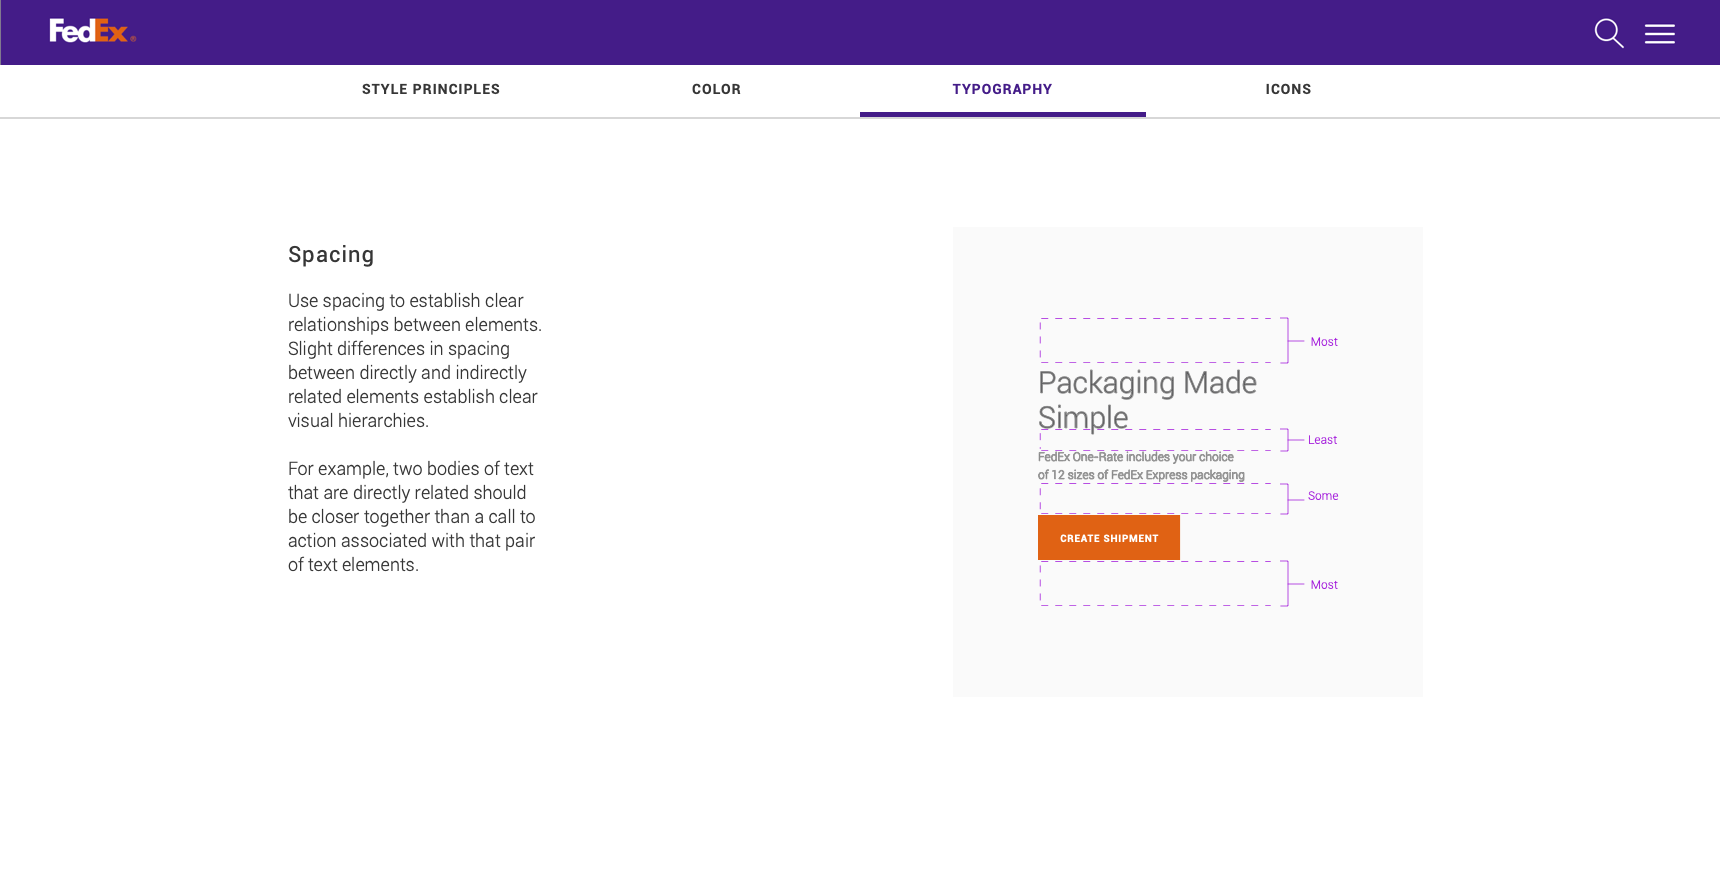 FedEx®
STYLE PRINCIPLES
COLOR
TYPOGRAPHY
ICONS
Spacing
Use spacing to establish clear
relationships between elements.
Slight differences in spacing
between directly and indirectly
related elements establish clear
visual hierarchies.
For example, two bodies of text
that are directly related should
be closer together than a call to
action associated with that pair
of text elements.
Most
Packaging Made
Simple
Least
FedEx One-Rate includes your choice
of 12 sizes of FedEx Express packaging
Some
CREATE SHIPMENT
Most